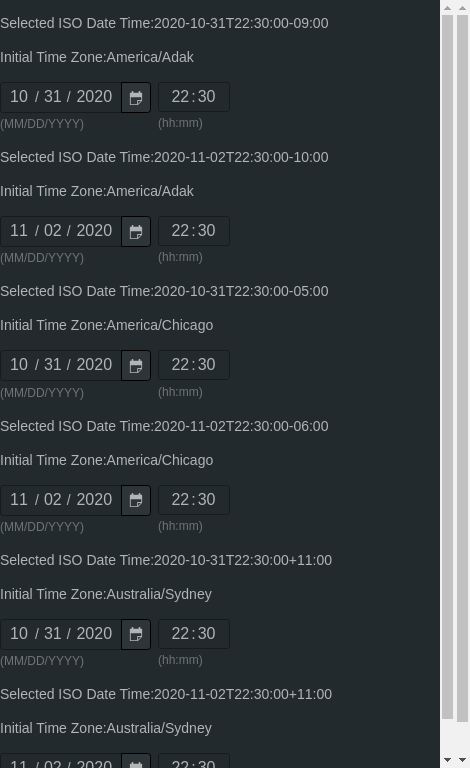 Selected ISO Date Time:2020-10-31T22:30:00-09:00
Initial Time Zone:America/Adak
10 / 31 / 2020 22:30
(MM/DD/YYYY) (hh:mm)
Selected ISO Date Time:2020-11-02T22:30:00-10:00
Initial Time Zone:America/Adak
11 / 02 / 2020 22:30
(MM/DD/YYYY) (hh:mm)
Selected ISO Date Time:2020-10-31T22:30:00-05:00
Initial Time Zone:America/Chicago
10 / 31 / 2020 22:30
(MM/DD/YYYY) (hh:mm)
Selected ISO Date Time:2020-11-02T22:30:00-06:00
Initial Time Zone:America/Chicago
11 / 02 / 2020 22:30
(MM/DD/YYYY) (hh:mm)
Selected ISO Date Time:2020-10-31T22:30:00+11:00
Initial Time Zone:Australia/Sydney
10 / 31 / 2020 22:30
(MM/DD/YYYY) (hh:mm)
Selected ISO Date Time:2020-11-02T22:30:00+11:00
Initial Time Zone:Australia/Sydney
11 / 02 / 2020 22:30